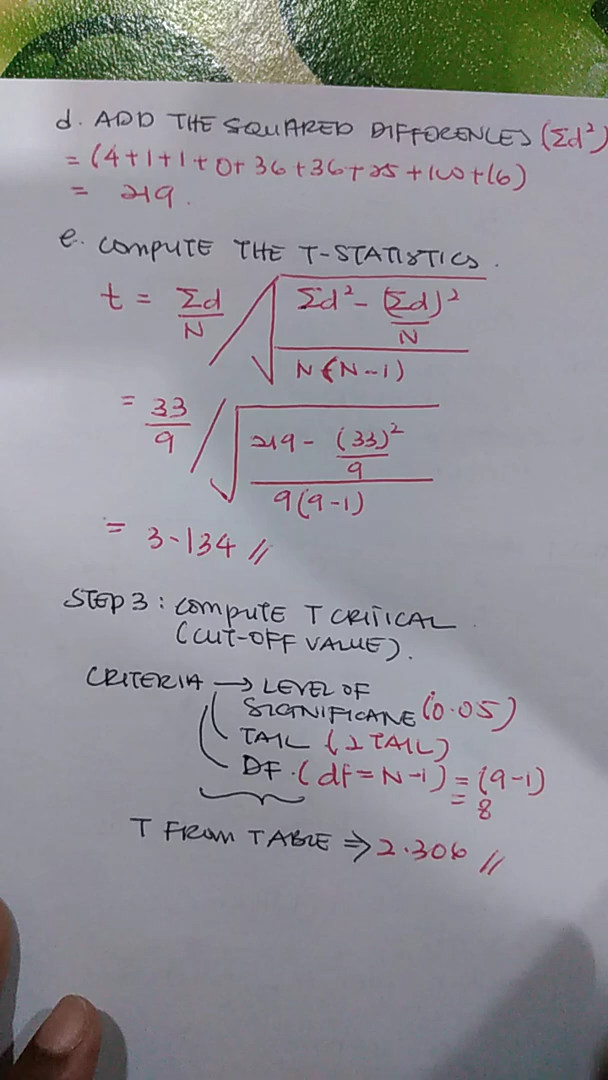 d. ADD THE SQUARED DIFFERENCES (Σd²)
= (4+1+1+0+36+36+25+100+16)
= 219.
e. COMPUTE THE T-STATISTICS.
t = Σd/N / √((Σd² - (Σd)²/N) / N(N-1))
= 33/9 / √((219 - (33)²/9) / 9(9-1))
= 3.134 //
STEP 3 : COMPUTE T CRITICAL.
(CUT-OFF VALUE).
CRITERIA → LEVEL OF
SIGNIFICANE (0.05)
TAIL (2 TAIL)
DF. (df = N-1) = (9-1)
= 8
T FROM TABLE ⇒ 2.306 //